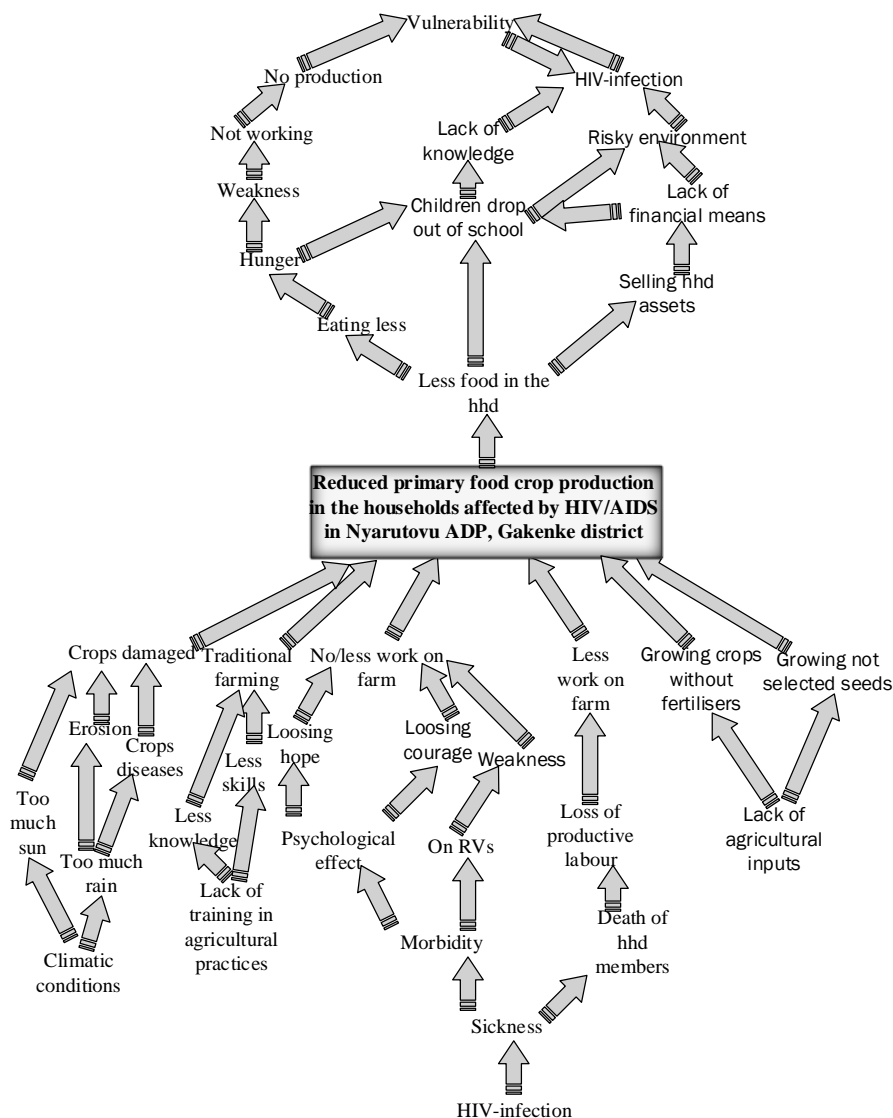 Vulnerability
No production
HIV-infection
Not working
Lack of
knowledge
Risky environment
Weakness
Children drop
out of school
Lack of
financial means
Hunger
Selling hhd
assets
Eating less
Less food in the
hhd
Reduced primary food crop production
in the households affected by HIV/AIDS
in Nyarutovu ADP, Gakenke district
Crops damaged
Traditional
farming
No/less work on
farm
Less
work on
farm
Growing crops
without
fertilisers
Growing not
selected seeds
Erosion
Crops
diseases
Less
skills
Loosing
hope
Loosing
courage
Weakness
Too
much
sun
Less
knowledge
Psychological
effect
On RVs
Loss of
productive
labour
Lack of
agricultural
inputs
Too much
rain
Lack of
training in
agricultural
practices
Morbidity
Death of
hhd
members
Climatic
conditions
Sickness
HIV-infection